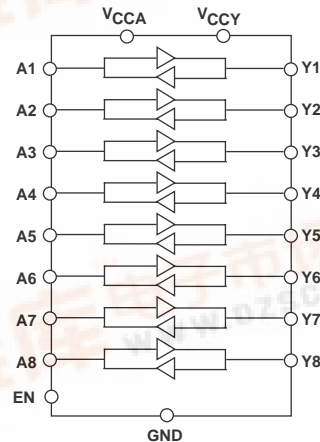 VCCA VCCY
A1 Y1
A2 Y2
A3 Y3
A4 Y4
A5 Y5
A6 Y6
A7 Y7
A8 Y8
EN
GND